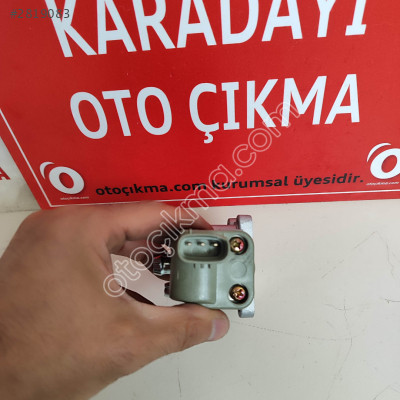 KARADAYI
OTO ÇIKMA
otoçıkma.com kurumsal üyesidir.
otoçıkma.com